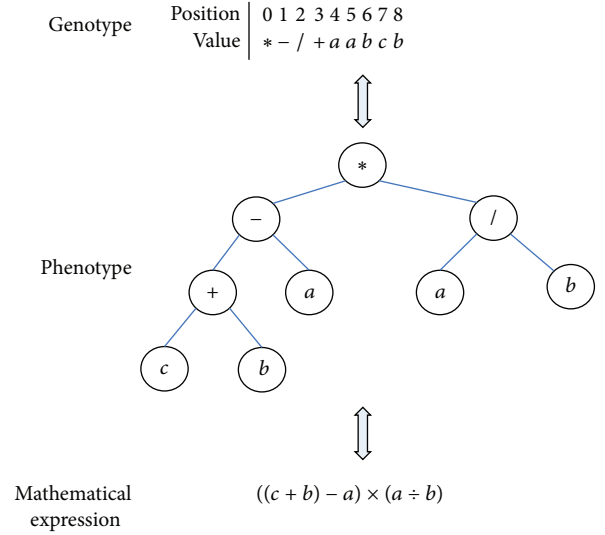 Genotype
Position 0 1 2 3 4 5 6 7 8
Value * − / + a a b c b
*
− /
Phenotype
+ a a b
c b
Mathematical
expression
((c + b) − a) × (a ÷ b)